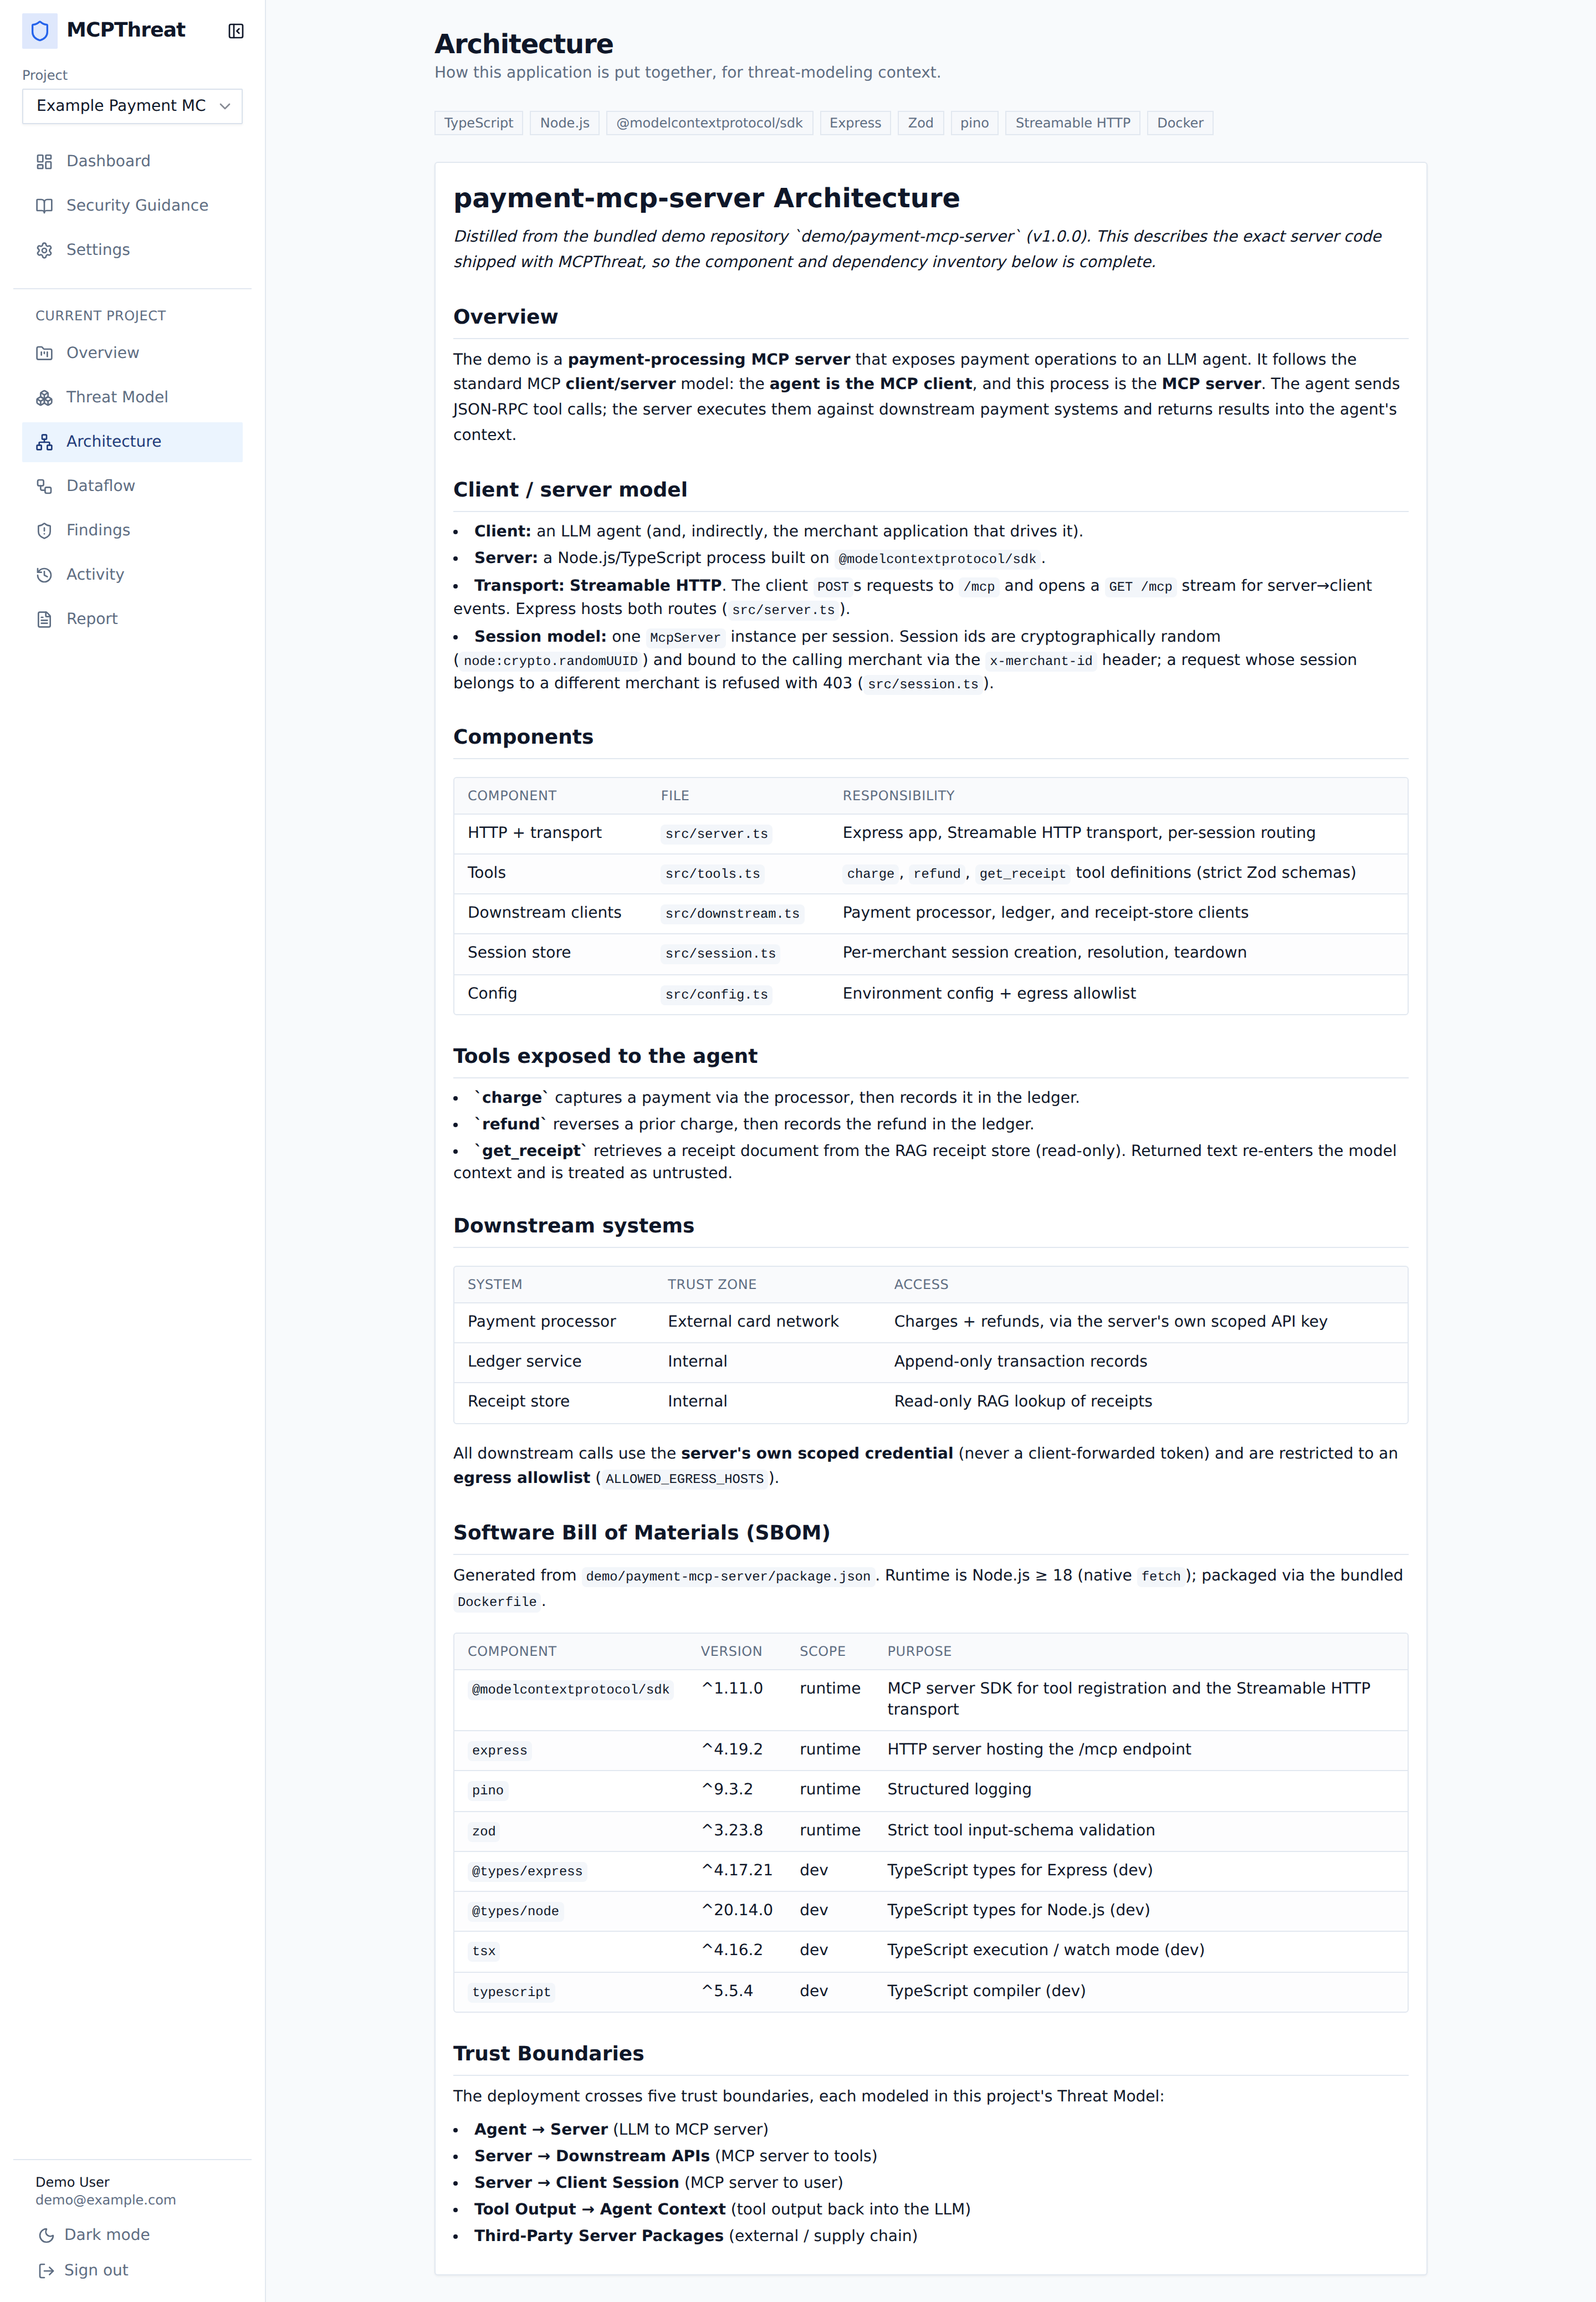 MCPThreat
Project
Example Payment MC
Dashboard
Security Guidance
Settings
CURRENT PROJECT
Overview
Threat Model
Architecture
Dataflow
Findings
Activity
Report
Demo User
demo@example.com
Dark mode
Sign out
Architecture
How this application is put together, for threat-modeling context.
TypeScript Node.js @modelcontextprotocol/sdk Express Zod pino Streamable HTTP Docker
payment-mcp-server Architecture
Distilled from the bundled demo repository `demo/payment-mcp-server` (v1.0.0). This describes the exact server code
shipped with MCPThreat, so the component and dependency inventory below is complete.
Overview
The demo is a payment-processing MCP server that exposes payment operations to an LLM agent. It follows the
standard MCP client/server model: the agent is the MCP client, and this process is the MCP server. The agent sends
JSON-RPC tool calls; the server executes them against downstream payment systems and returns results into the agent's
context.
Client / server model
• Client: an LLM agent (and, indirectly, the merchant application that drives it).
• Server: a Node.js/TypeScript process built on @modelcontextprotocol/sdk.
• Transport: Streamable HTTP. The client POSTs requests to /mcp and opens a GET /mcp stream for server→client
events. Express hosts both routes (src/server.ts).
• Session model: one McpServer instance per session. Session ids are cryptographically random
(node:crypto.randomUUID) and bound to the calling merchant via the x-merchant-id header; a request whose session
belongs to a different merchant is refused with 403 (src/session.ts).
Components
COMPONENT FILE RESPONSIBILITY
HTTP + transport src/server.ts Express app, Streamable HTTP transport, per-session routing
Tools src/tools.ts charge, refund, get_receipt tool definitions (strict Zod schemas)
Downstream clients src/downstream.ts Payment processor, ledger, and receipt-store clients
Session store src/session.ts Per-merchant session creation, resolution, teardown
Config src/config.ts Environment config + egress allowlist
Tools exposed to the agent
• `charge` captures a payment via the processor, then records it in the ledger.
• `refund` reverses a prior charge, then records the refund in the ledger.
• `get_receipt` retrieves a receipt document from the RAG receipt store (read-only). Returned text re-enters the model
context and is treated as untrusted.
Downstream systems
SYSTEM TRUST ZONE ACCESS
Payment processor External card network Charges + refunds, via the server's own scoped API key
Ledger service Internal Append-only transaction records
Receipt store Internal Read-only RAG lookup of receipts
All downstream calls use the server's own scoped credential (never a client-forwarded token) and are restricted to an
egress allowlist (ALLOWED_EGRESS_HOSTS).
Software Bill of Materials (SBOM)
Generated from demo/payment-mcp-server/package.json. Runtime is Node.js ≥ 18 (native fetch); packaged via the bundled
Dockerfile.
COMPONENT VERSION SCOPE PURPOSE
@modelcontextprotocol/sdk ^1.11.0 runtime MCP server SDK for tool registration and the Streamable HTTP
transport
express ^4.19.2 runtime HTTP server hosting the /mcp endpoint
pino ^9.3.2 runtime Structured logging
zod ^3.23.8 runtime Strict tool input-schema validation
@types/express ^4.17.21 dev TypeScript types for Express (dev)
@types/node ^20.14.0 dev TypeScript types for Node.js (dev)
tsx ^4.16.2 dev TypeScript execution / watch mode (dev)
typescript ^5.5.4 dev TypeScript compiler (dev)
Trust Boundaries
The deployment crosses five trust boundaries, each modeled in this project's Threat Model:
• Agent → Server (LLM to MCP server)
• Server → Downstream APIs (MCP server to tools)
• Server → Client Session (MCP server to user)
• Tool Output → Agent Context (tool output back into the LLM)
• Third-Party Server Packages (external / supply chain)